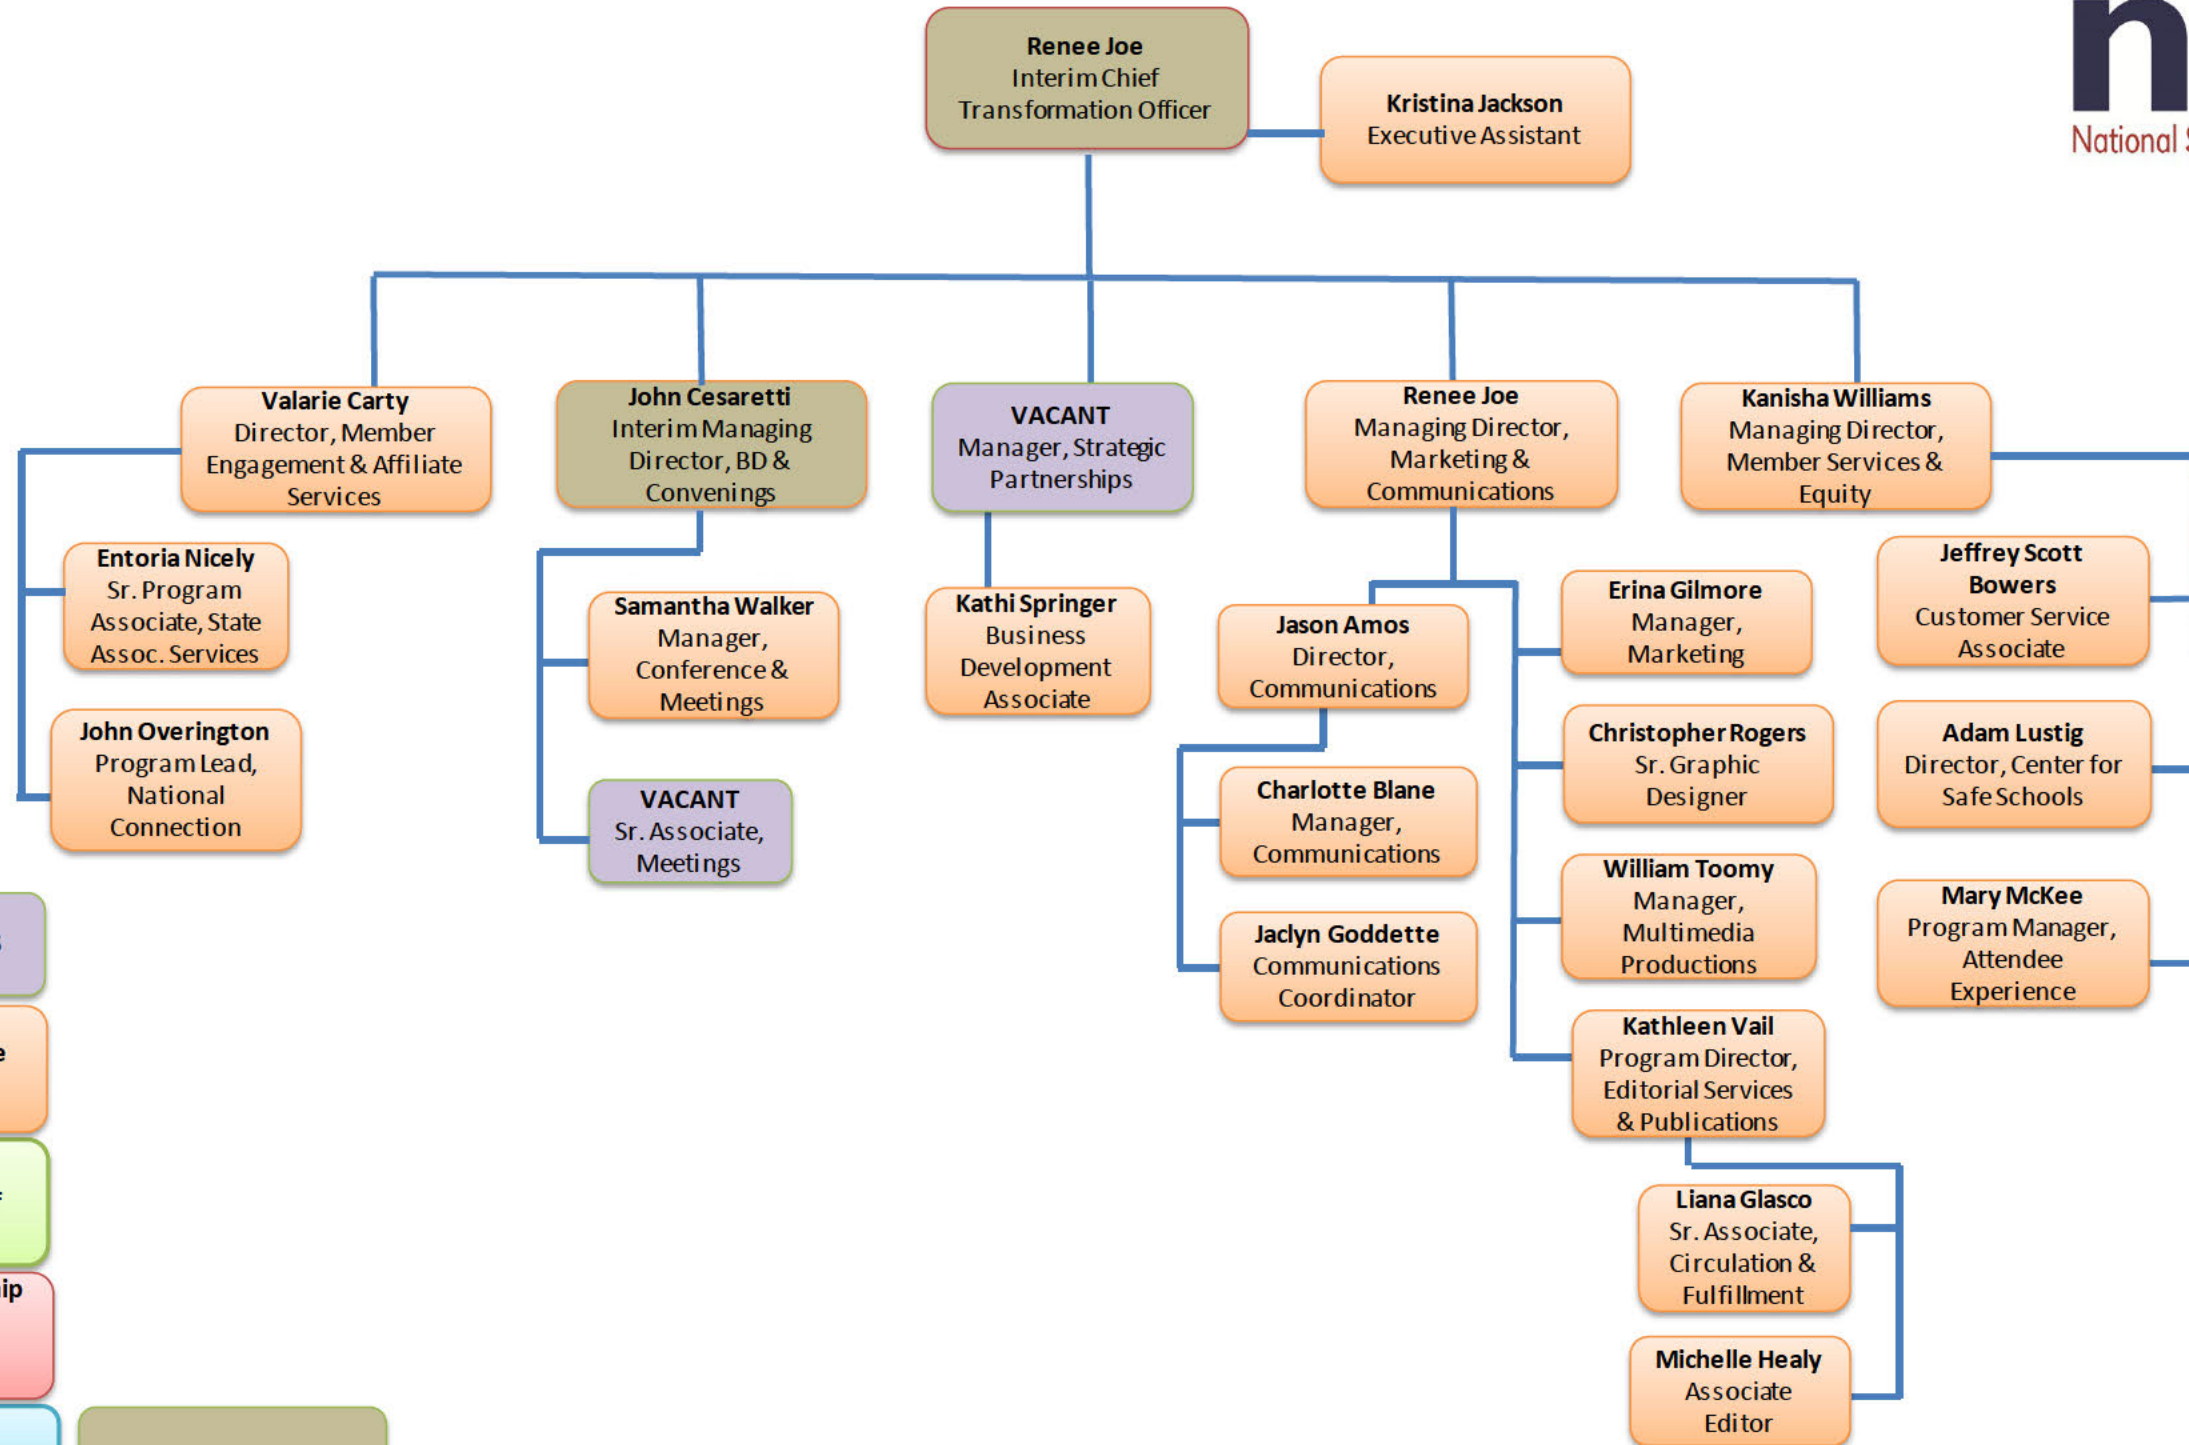 Renee Joe
Interim Chief
Transformation Officer
Kristina Jackson
Executive Assistant
n
National
Valarie Carty
Director, Member
Engagement & Affiliate
Services
John Cesaretti
Interim Managing
Director, BD &
Convenings
VACANT
Manager, Strategic
Partnerships
Renee Joe
Managing Director,
Marketing &
Communications
Kanisha Williams
Managing Director,
Member Services &
Equity
Entoria Nicely
Sr. Program
Associate, State
Assoc. Services
John Overington
Program Lead,
National
Connection
Samantha Walker
Manager,
Conference &
Meetings
VACANT
Sr. Associate,
Meetings
Kathi Springer
Business
Development
Associate
Jason Amos
Director,
Communications
Charlotte Blane
Manager,
Communications
Jaclyn Goddette
Communications
Coordinator
Erina Gilmore
Manager,
Marketing
Christopher Rogers
Sr. Graphic
Designer
William Toomy
Manager,
Multimedia
Productions
Kathleen Vail
Program Director,
Editorial Services
& Publications
Liana Glasco
Sr. Associate,
Circulation &
Fulfillment
Michelle Healy
Associate
Editor
Jeffrey Scott
Bowers
Customer Service
Associate
Adam Lustig
Director, Center for
Safe Schools
Mary McKee
Program Manager,
Attendee
Experience